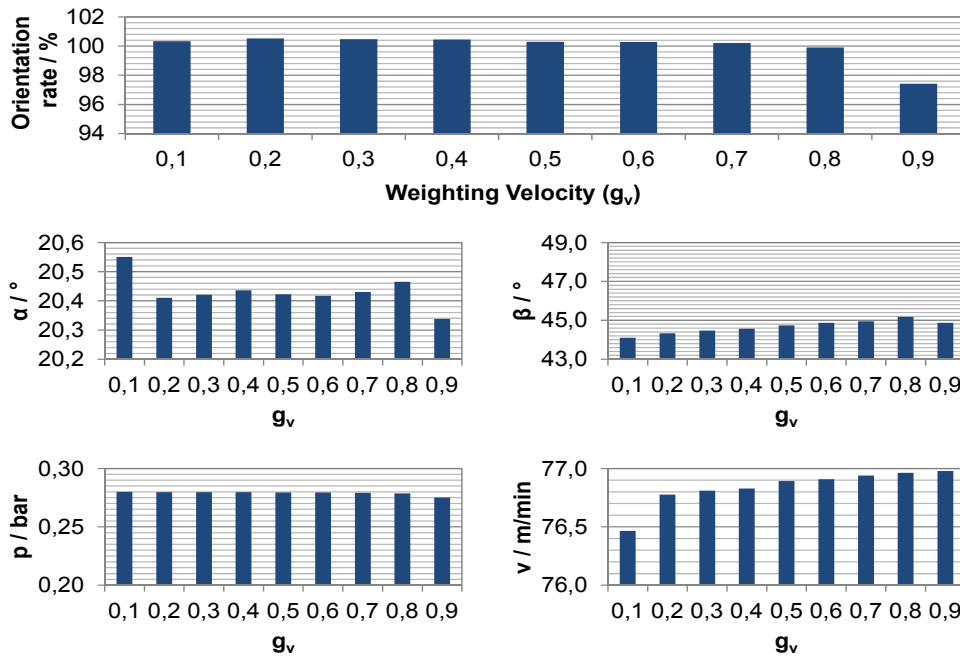 Orientation rate / %
102
100
98
96
94
0,1 0,2 0,3 0,4 0,5 0,6 0,7 0,8 0,9
Weighting Velocity (gv)
α / °
20,6
20,5
20,4
20,3
20,2
0,1 0,2 0,3 0,4 0,5 0,6 0,7 0,8 0,9
gv
β / °
49,0
47,0
45,0
43,0
0,1 0,2 0,3 0,4 0,5 0,6 0,7 0,8 0,9
gv
p / bar
0,30
0,25
0,20
0,1 0,2 0,3 0,4 0,5 0,6 0,7 0,8 0,9
gv
v / m/min
77,0
76,5
76,0
0,1 0,2 0,3 0,4 0,5 0,6 0,7 0,8 0,9
gv